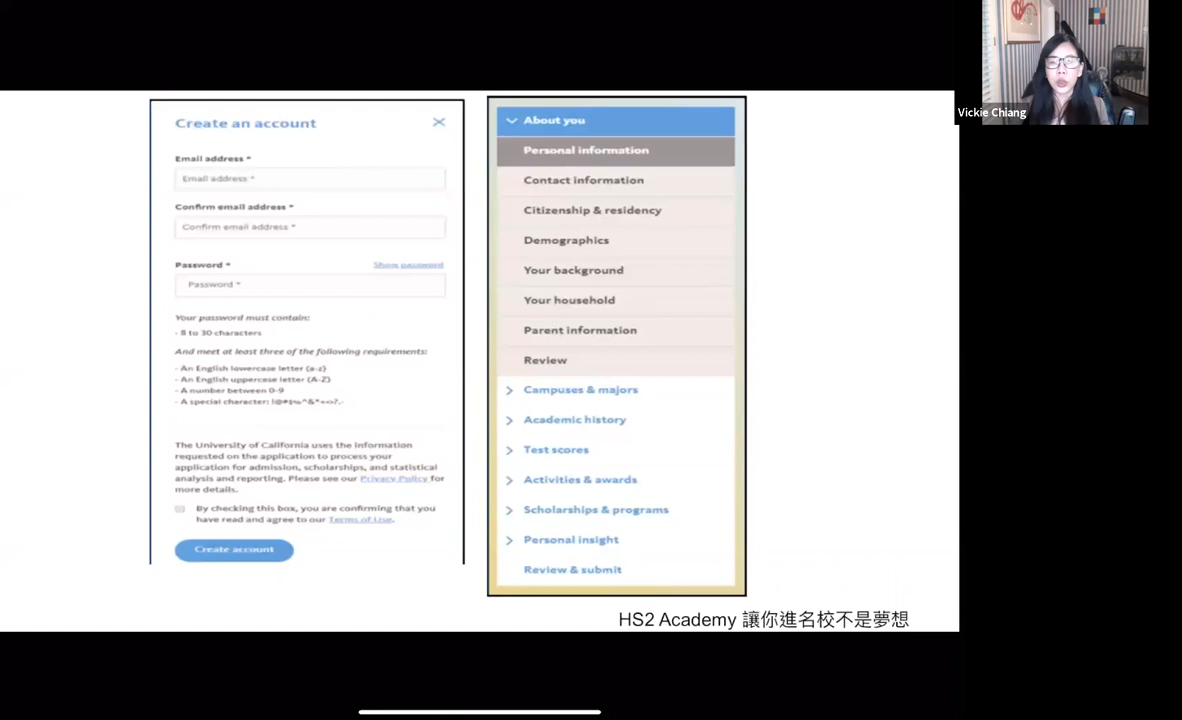 Create an account
Email address *
Email address *
Confirm email address *
Confirm email address *
Password *
Show password
Password *
Your password must contain:
- 8 to 30 characters
And meet at least three of the following requirements:
- An English lowercase letter (a-z)
- An English uppercase letter (A-Z)
- A number between 0-9
- A special character:
The University of California uses the information
requested on the application to process your
application for admission, scholarships, and statistical
analysis and reporting. Please see our Privacy Policy for
more details.
By checking this box, you are confirming that you
have read and agree to our Terms of Use.
Create account
About you
Personal information
Contact information
Citizenship & residency
Demographics
Your background
Your household
Parent information
Review
Campuses & majors
Academic history
Test scores
Activities & awards
Scholarships & programs
Personal insight
Review & submit
HS2 Academy 讓你進名校不是夢想
Vickie Chiang